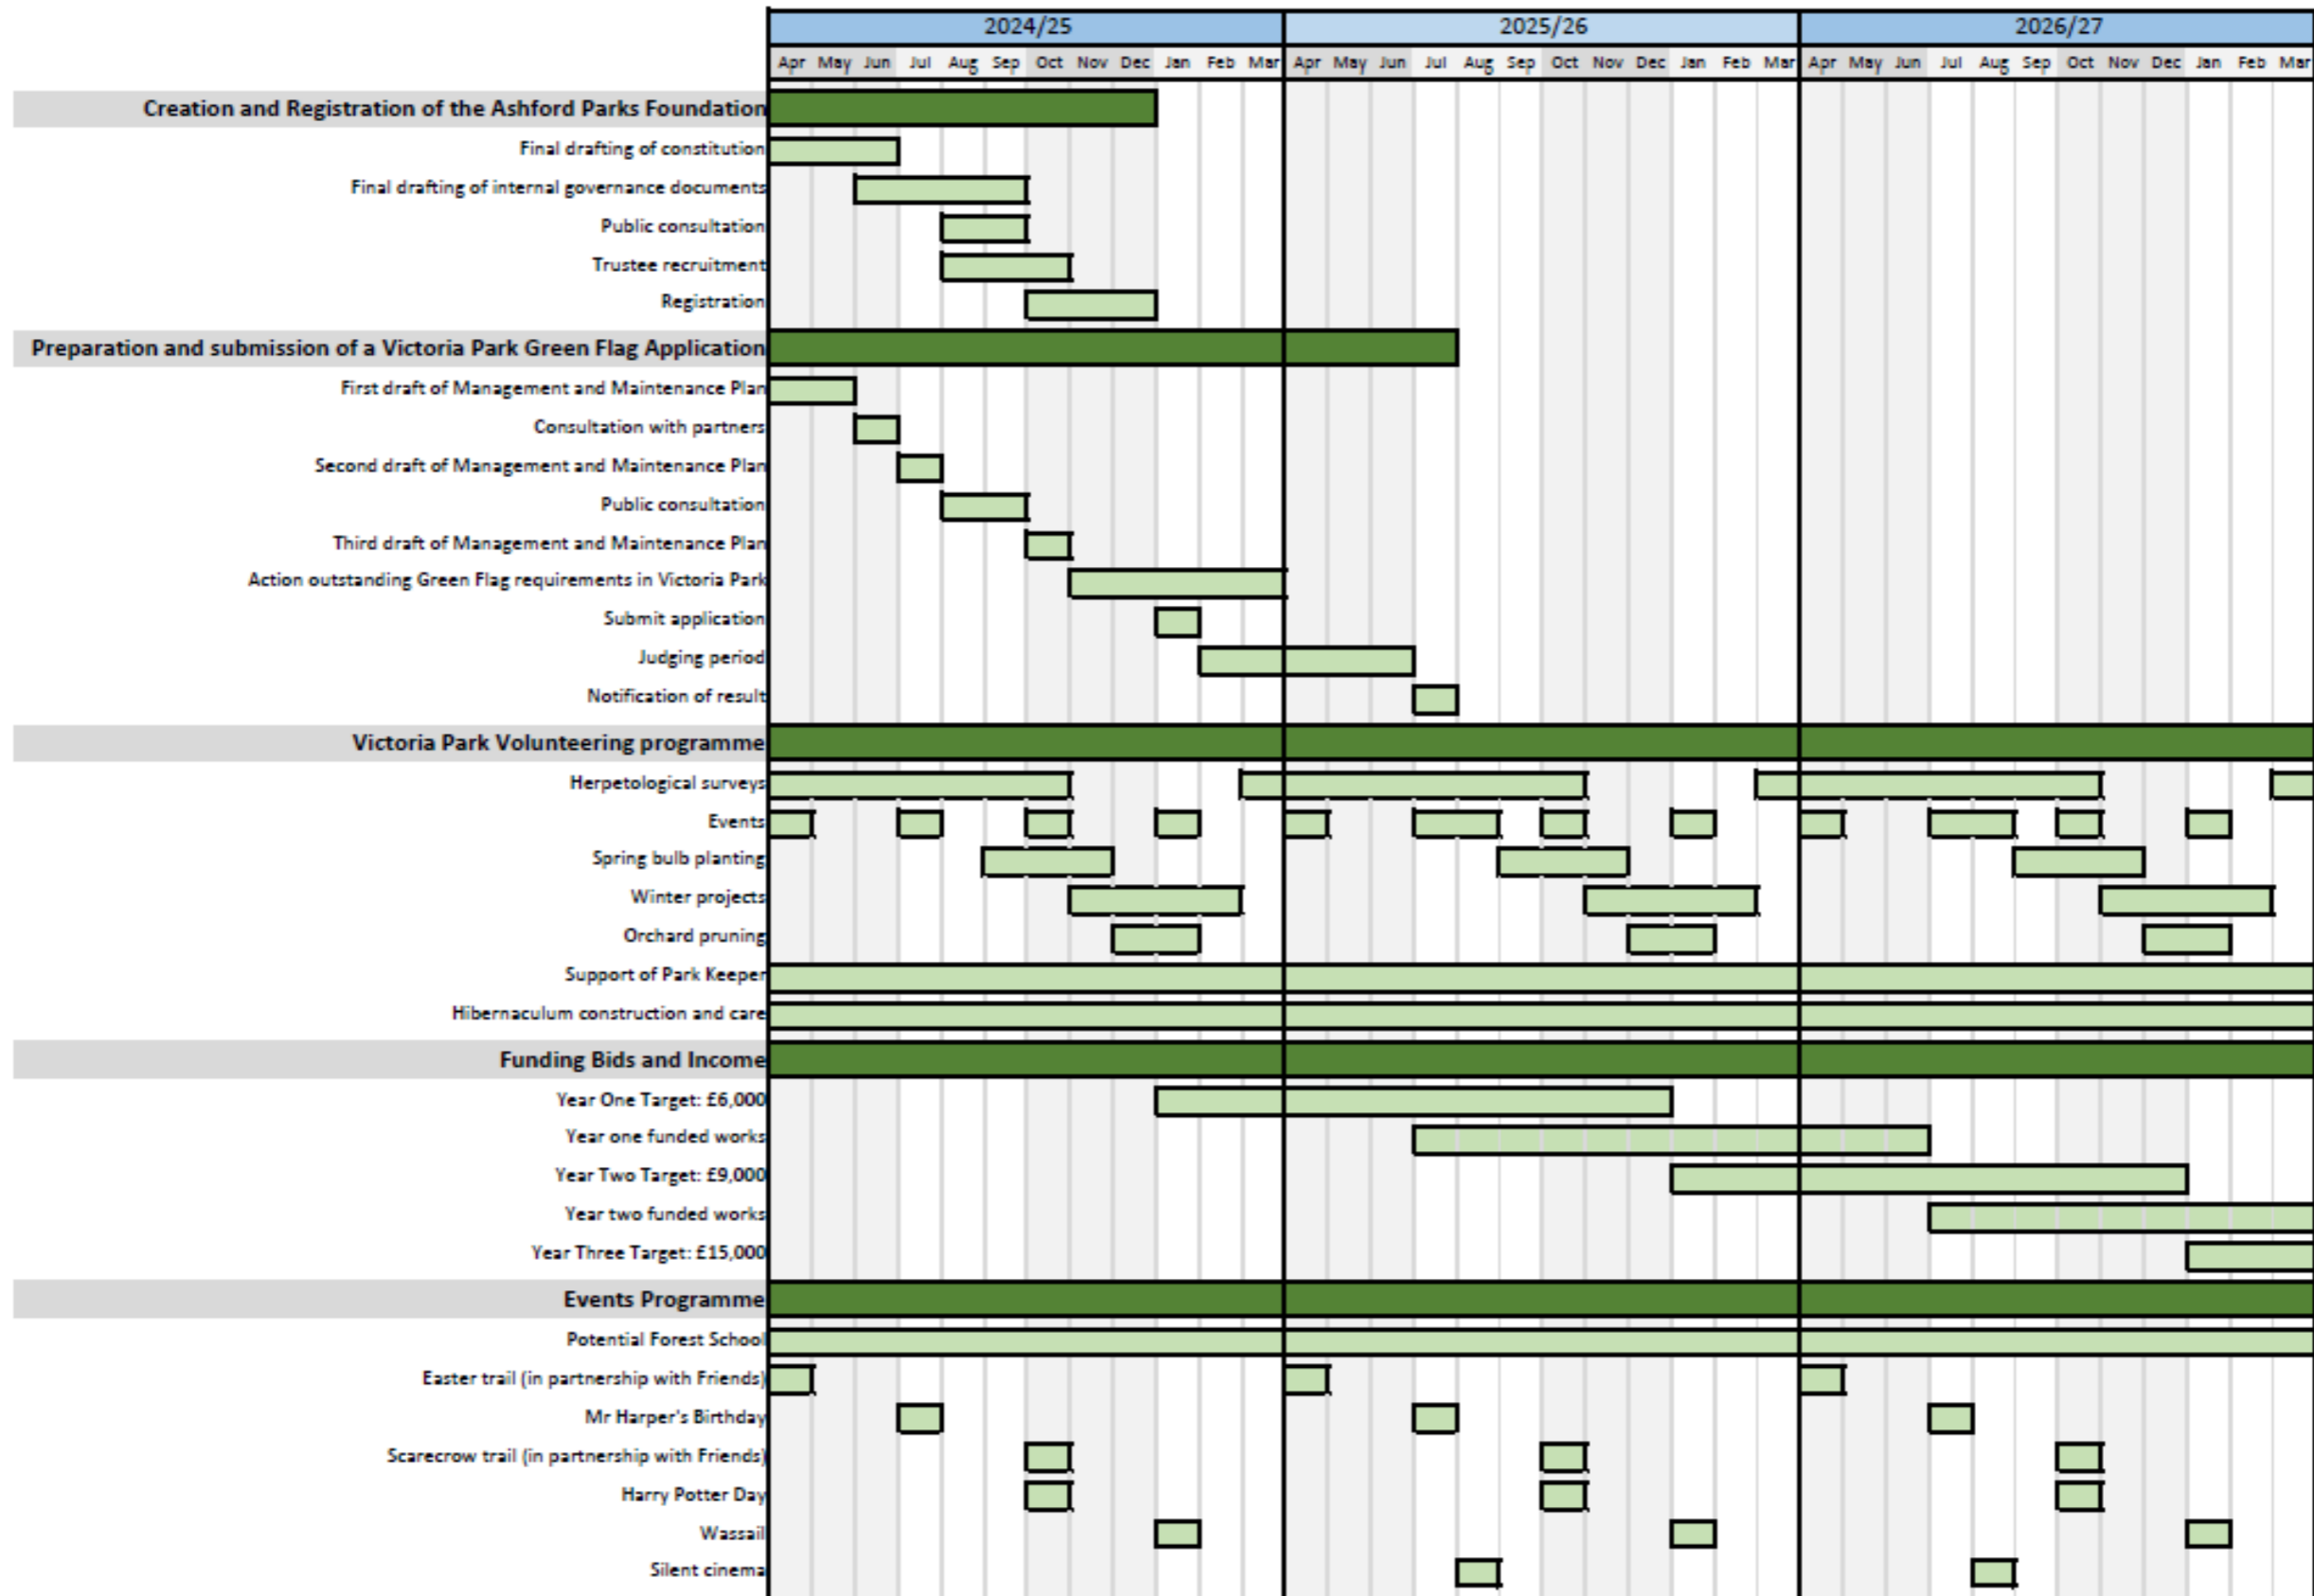 2024/25 2025/26 2026/27
Apr May Jun Jul Aug Sep Oct Nov Dec Jan Feb Mar Apr May Jun Jul Aug Sep Oct Nov Dec Jan Feb Mar Apr May Jun Jul Aug Sep Oct Nov Dec Jan Feb Mar
Creation and Registration of the Ashford Parks Foundation
Final drafting of constitution
Final drafting of internal governance documents
Public consultation
Trustee recruitment
Registration
Preparation and submission of a Victoria Park Green Flag Application
First draft of Management and Maintenance Plan
Consultation with partners
Second draft of Management and Maintenance Plan
Public consultation
Third draft of Management and Maintenance Plan
Action outstanding Green Flag requirements in Victoria Park
Submit application
Judging period
Notification of result
Victoria Park Volunteering programme
Herpetological surveys
Events
Spring bulb planting
Winter projects
Orchard pruning
Support of Park Keeper
Hibernaculum construction and care
Funding Bids and Income
Year One Target: £6,000
Year one funded works
Year Two Target: £9,000
Year two funded works
Year Three Target: £15,000
Events Programme
Potential Forest School
Easter trail (in partnership with Friends)
Mr Harper's Birthday
Scarecrow trail (in partnership with Friends)
Harry Potter Day
Wassail
Silent cinema